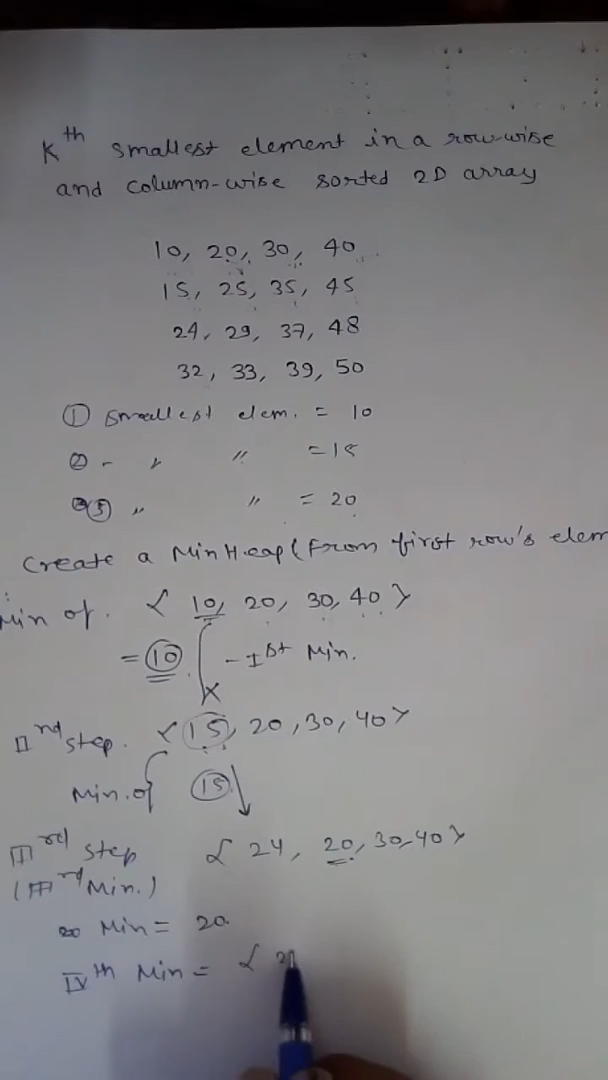 Kth smallest element in a row-wise
and column-wise sorted 2D array
10, 20, 30, 40
15, 25, 35, 45
24, 29, 37, 48
32, 33, 39, 50
① smallest elem. = 10
② - " " = 15
③ " " = 20
Create a MinHeap (From first row's elem
Min of. { 10, 20, 30, 40 }
= 10 - Ist Min.
IInd step. { 15, 20, 30, 40 }
Min. of 15
IIIrd step { 24, 20, 30, 40 }
(IIIrd Min.)
Min = 20.
IVth Min = {